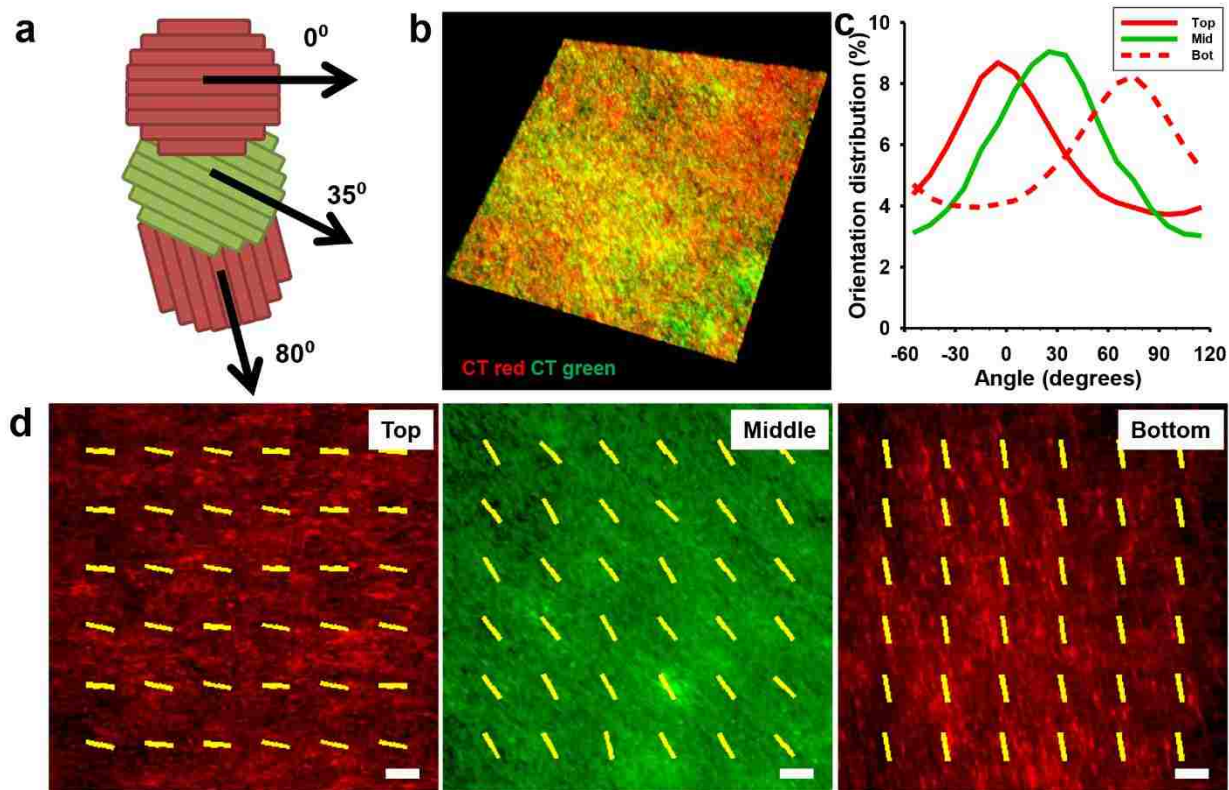 a
0⁰
35⁰
80⁰
b
CT red CT green
c
Orientation distribution (%)
10
8
6
4
2
0
-60 -30 0 30 60 90 120
Angle (degrees)
Top
Mid
Bot
d
Top
Middle
Bottom